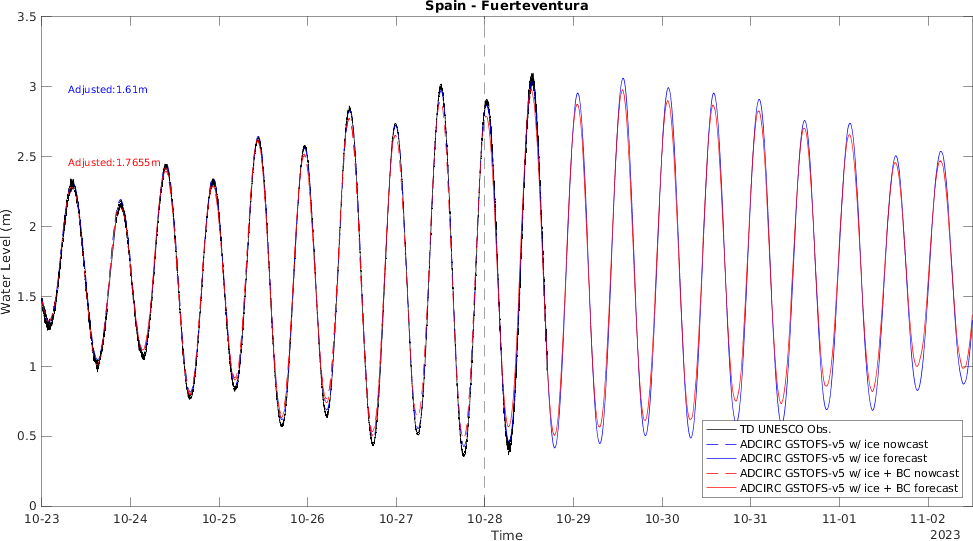 Spain - Fuerteventura
3.5
3
2.5
2
1.5
1
0.5
0
Water Level (m)
Adjusted:1.61m
Adjusted:1.7655m
TD UNESCO Obs.
ADCIRC GSTOFS-v5 w/ ice nowcast
ADCIRC GSTOFS-v5 w/ ice forecast
ADCIRC GSTOFS-v5 w/ ice + BC nowcast
ADCIRC GSTOFS-v5 w/ ice + BC forecast
10-23 10-24 10-25 10-26 10-27 10-28 10-29 10-30 10-31 11-01 11-02
Time
2023